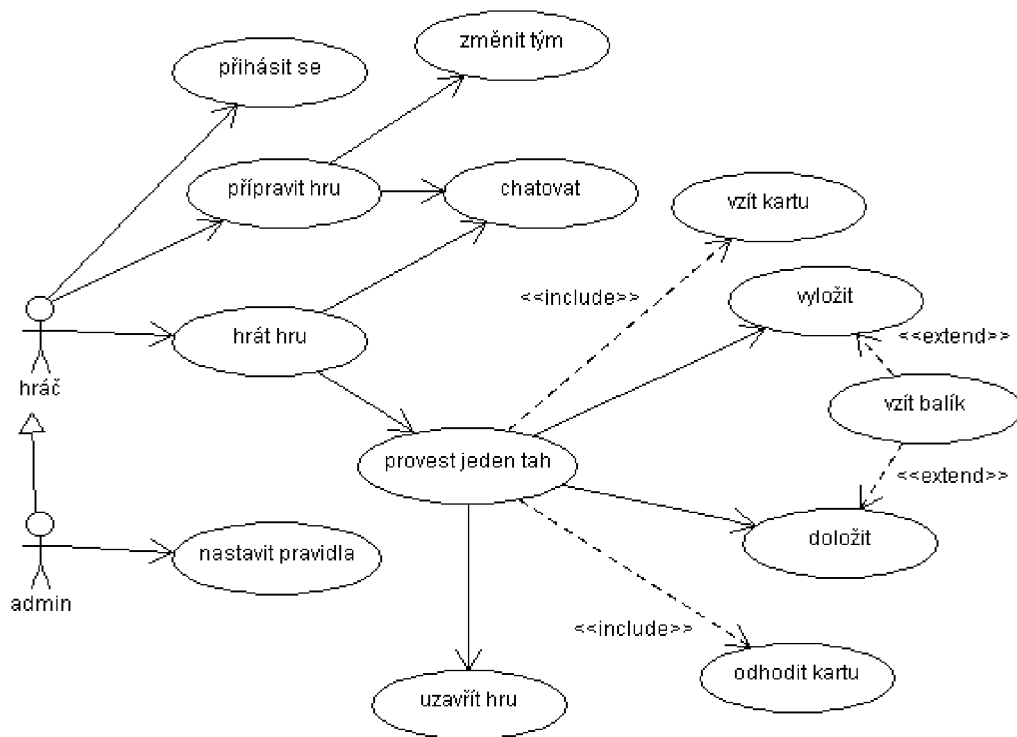 změnit tým
přihásit se
přípravit hru
chatovat
vzít kartu
<<include>>
vyložit
hrát hru
<<extend>>
hráč
vzít balík
provest jeden tah
<<extend>>
nastavit pravidla
doložit
admin
<<include>>
odhodit kartu
uzavřít hru